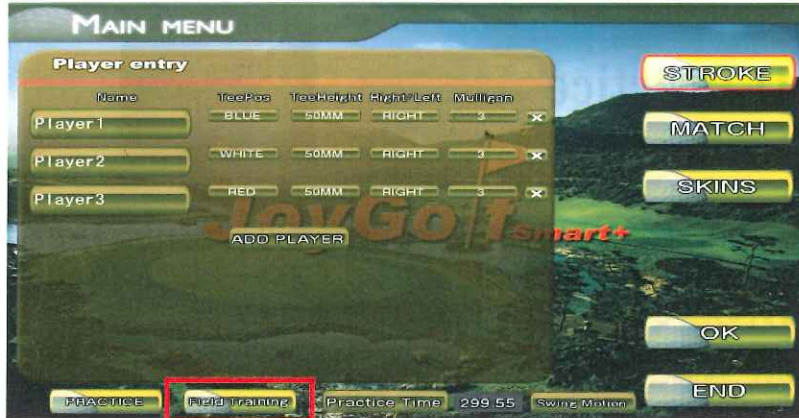 MAIN MENU
Player entry
Name TeePos TeeHeight Right/Left Mulligan
Player1 BLUE 50MM RIGHT 3 X
Player2 WHITE 50MM RIGHT 3 X
Player3 RED 50MM RIGHT 3 X
ADD PLAYER
JoyGolf smart+
STROKE
MATCH
SKINS
OK
END
PRACTICE Field Training Practice Time 299:55 Swing Motion